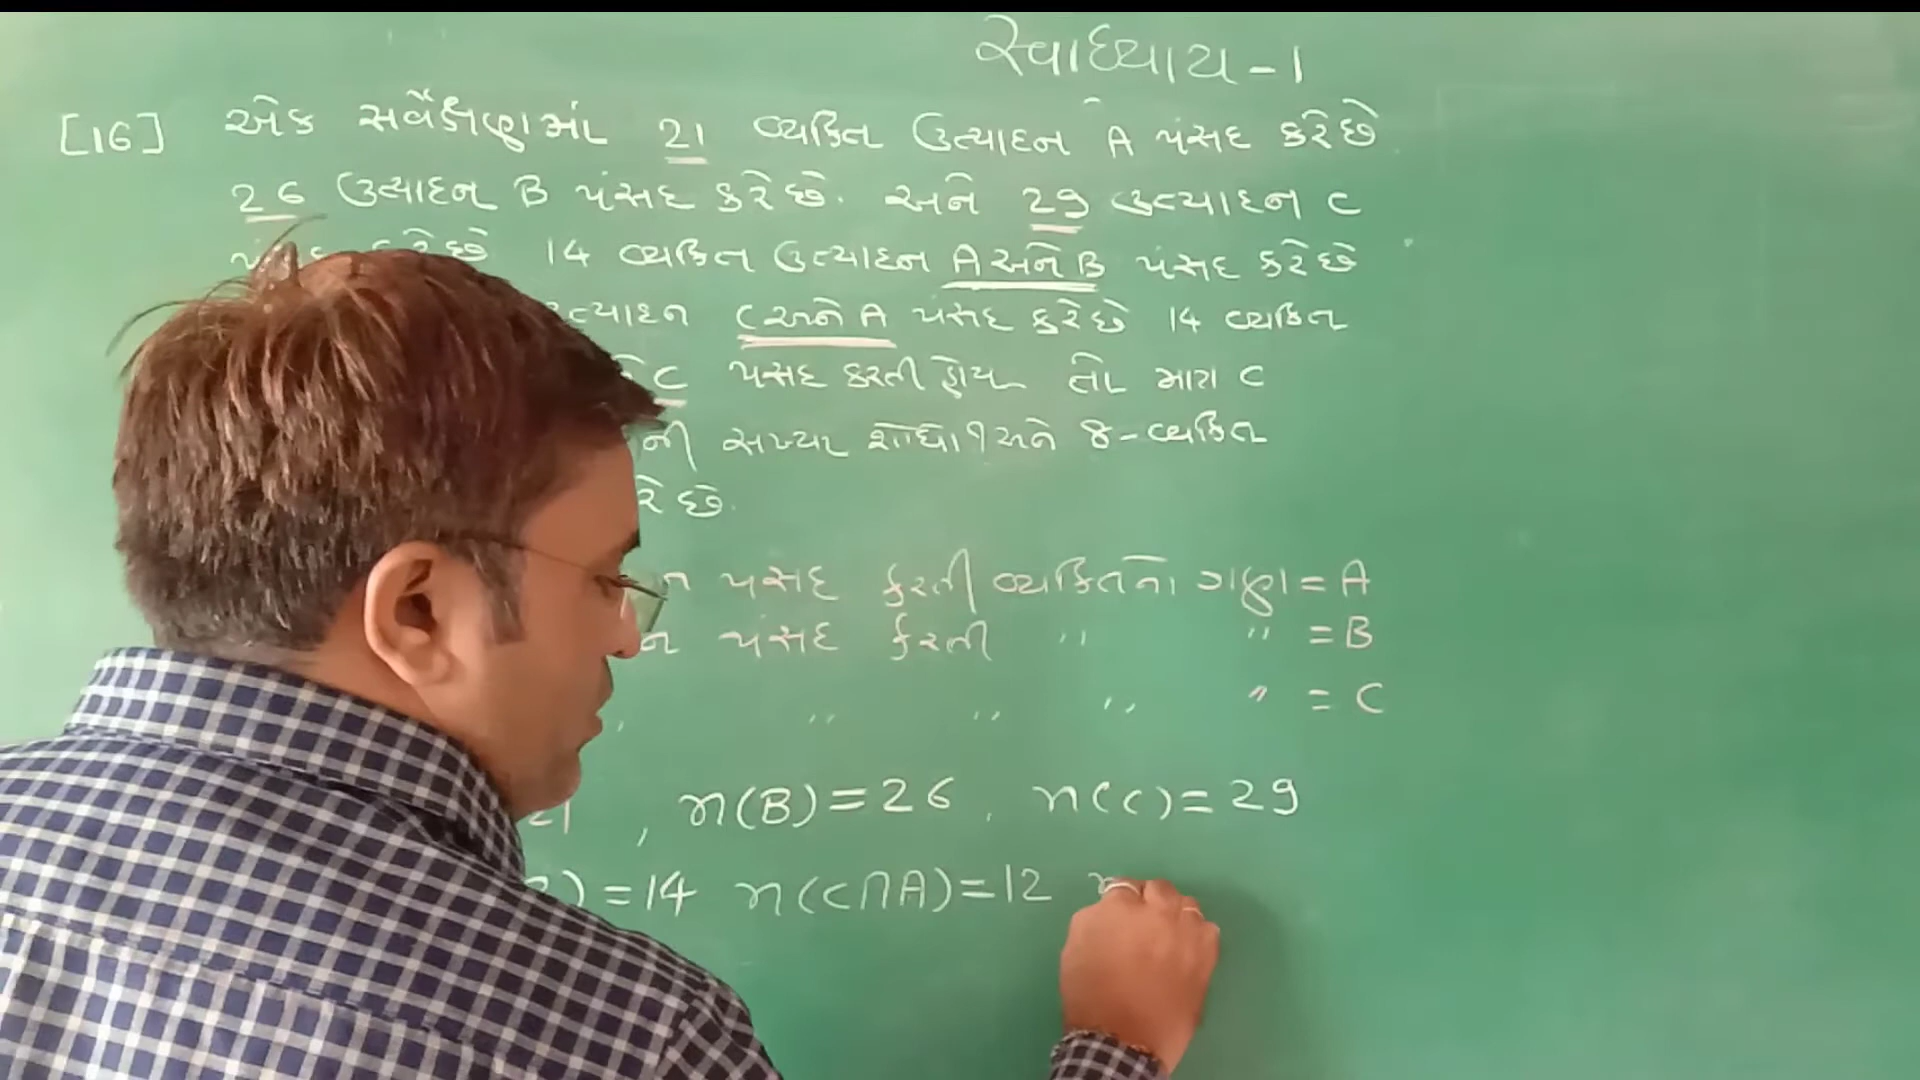 સ્વાધ્યાય-1
[16] એક સર્વેક્ષણમાં 21 વ્યકિત ઉત્પાદન A પસંદ કરે છે
26 ઉત્પાદન B પસંદ કરે છે. અને 29 ઉત્પાદન C
14 વ્યકિત ઉત્પાદન A અને B પસંદ કરે છે
C અને A પસંદ કરે છે 14 વ્યકિત
C પસંદ કરતી હોય તો માત્ર C
ની સંખ્યા શોધો અને 8-વ્યકિત
રે છે.
ન પસંદ કરતી વ્યકિતના ગણ = A
ન પસંદ કરતી " " = B
" " " " " = C
21 , n(B)=26 , n(C)=29
)=14 n(C∩A)=12 n